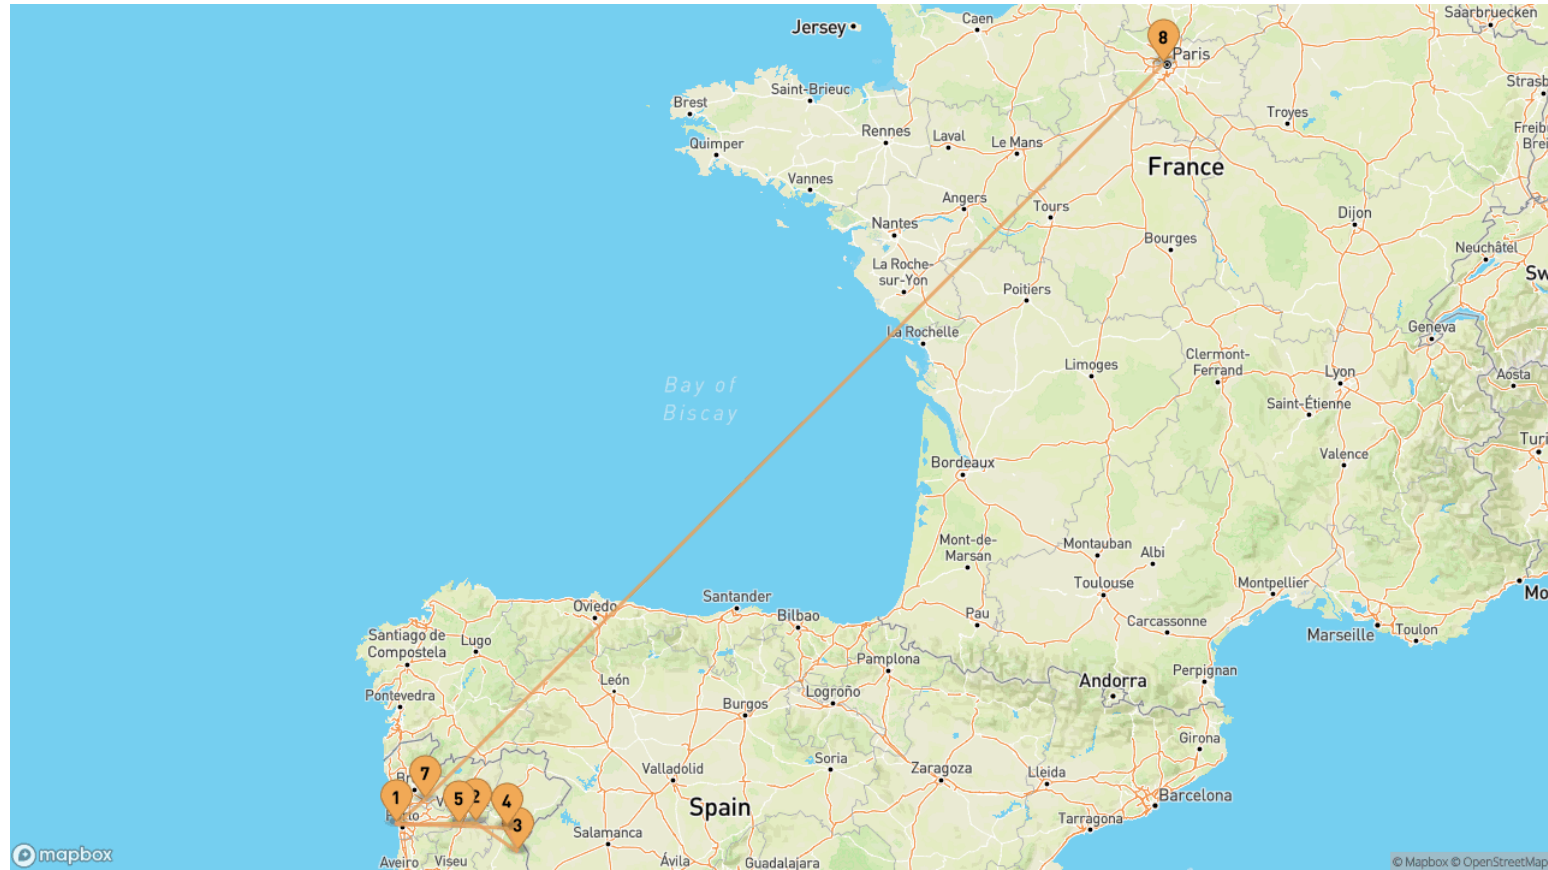 Jersey
Caen
Saarbruecken
8
Paris
Strasb
Saint-Brieuc
Brest
Troyes
Freib
Brei
Rennes
Laval
Le Mans
Quimper
France
Vannes
Angers
Tours
Dijon
Nantes
Bourges
Neuchâtel
La Roche-
sur-Yon
Sw
Poitiers
La Rochelle
Geneva
Clermont-
Ferrand
Limoges
Lyon
Aosta
Bay of
Biscay
Saint-Étienne
Turi
Valence
Bordeaux
Mont-de-
Marsan
Montauban
Albi
Toulouse
Montpellier
Santander
Oviedo
Mo
Bilbao
Pau
Carcassonne
Marseille
Toulon
Santiago de
Compostela
Lugo
Pamplona
Perpignan
Andorra
León
Logroño
Pontevedra
Burgos
Girona
Soria
Valladolid
Zaragoza
Lleida
7
Br
1
5
2
4
V
Spain
Barcelona
3
Tarragona
Salamanca
mapbox
Aveiro
Viseu
Ávila
Guadalajara
© Mapbox © OpenStreetMap